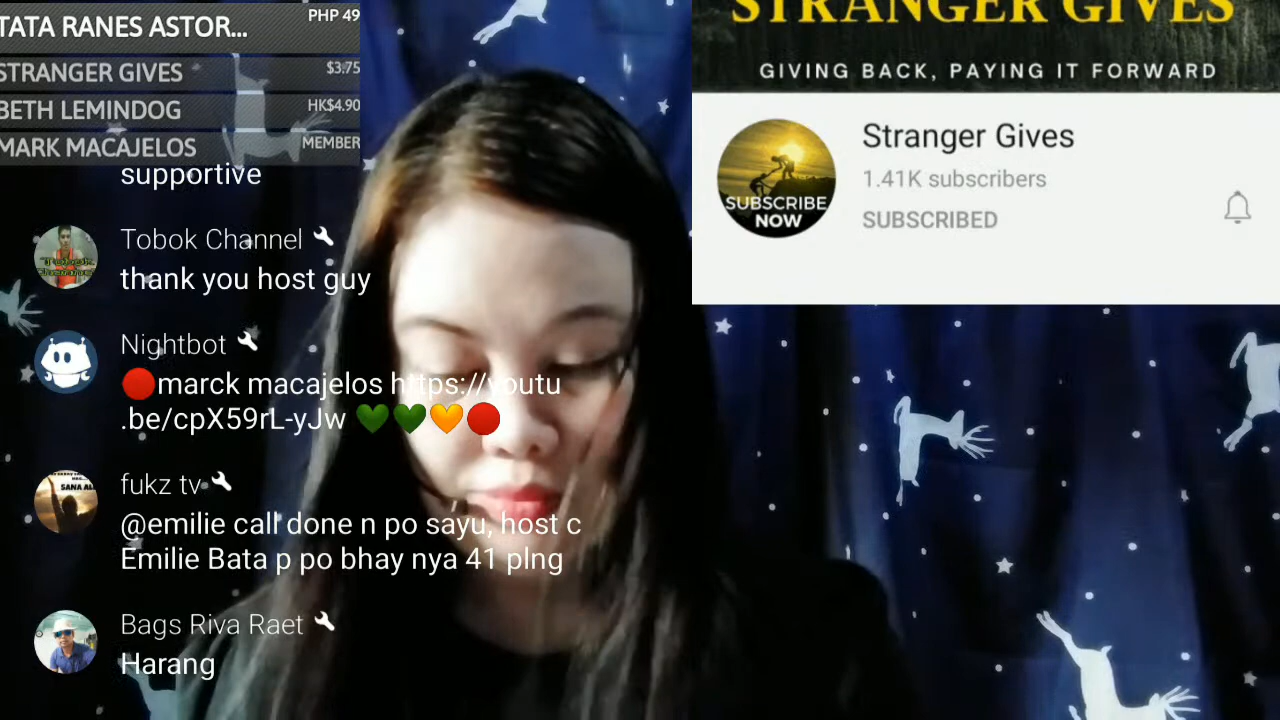 TATA RANES ASTOR... PHP 49
STRANGER GIVES $3.75
BETH LEMINDOG HK$4.90
MARK MACAJELOS MEMBER
supportive
Tobok Channel
thank you host guy
Nightbot
🔴marck macajelos https://youtu
.be/cpX59rL-yJw 💚💚🧡🔴
fukz tv
@emilie call done n po sayu, host c
Emilie Bata p po bhay nya 41 plng
Bags Riva Raet
Harang
STRANGER GIVES
GIVING BACK, PAYING IT FORWARD
SUBSCRIBE
NOW
Stranger Gives
1.41K subscribers
SUBSCRIBED
SANA ALL